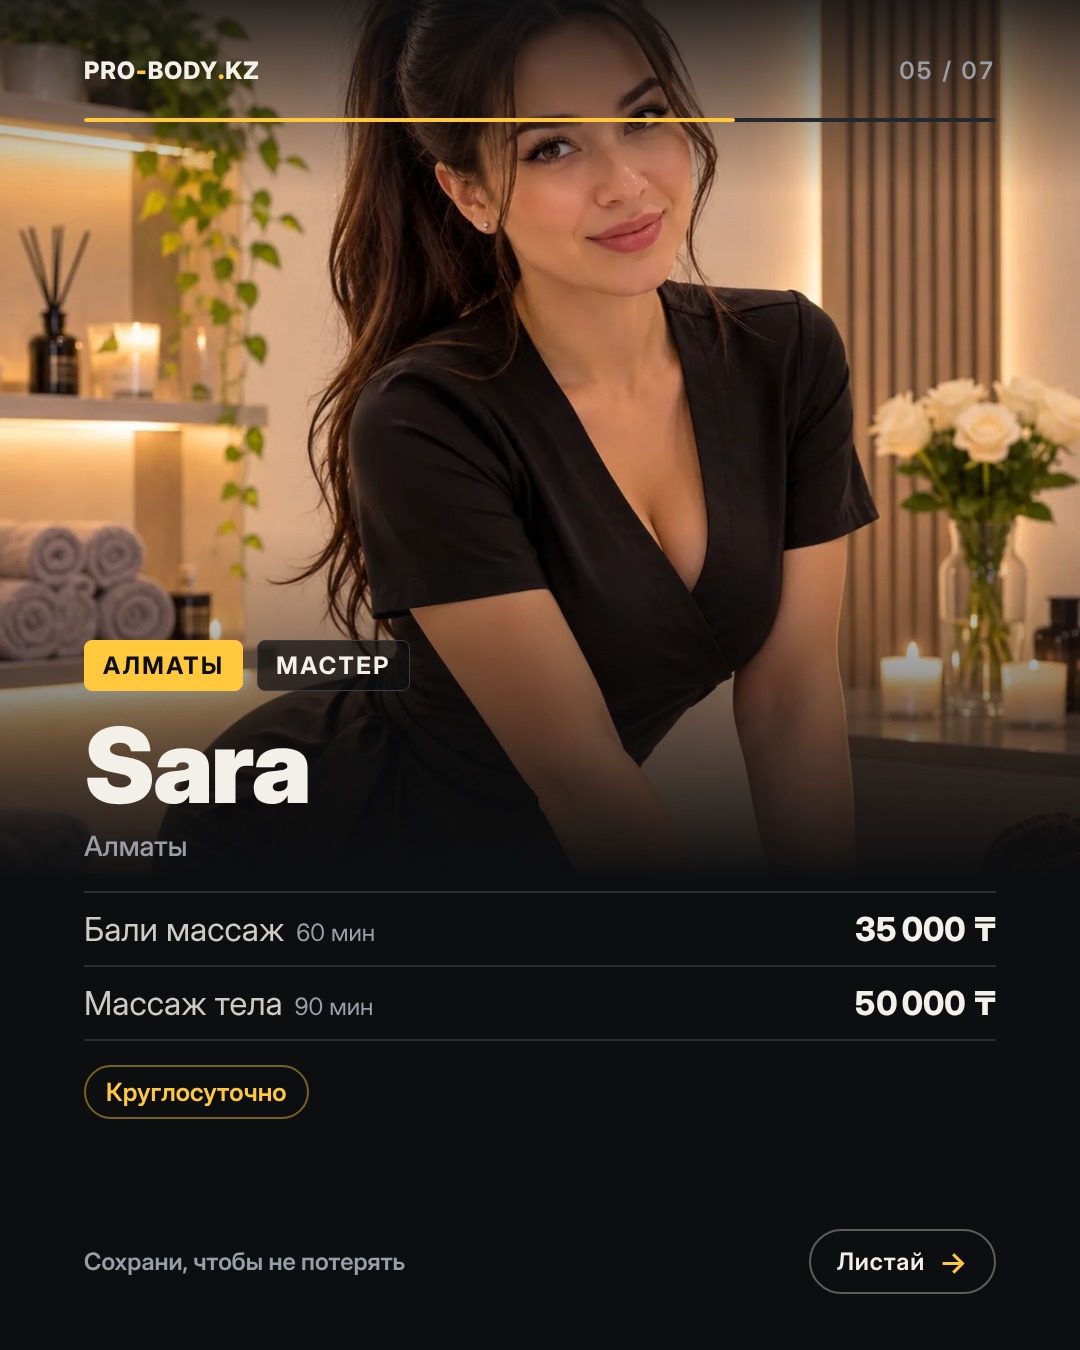 PRO-BODY.KZ
05 / 07
АЛМАТЫ МАСТЕР
Sara
Алматы
Бали массаж 60 мин 35 000 ₸
Массаж тела 90 мин 50 000 ₸
Круглосуточно
Сохрани, чтобы не потерять
Листай →